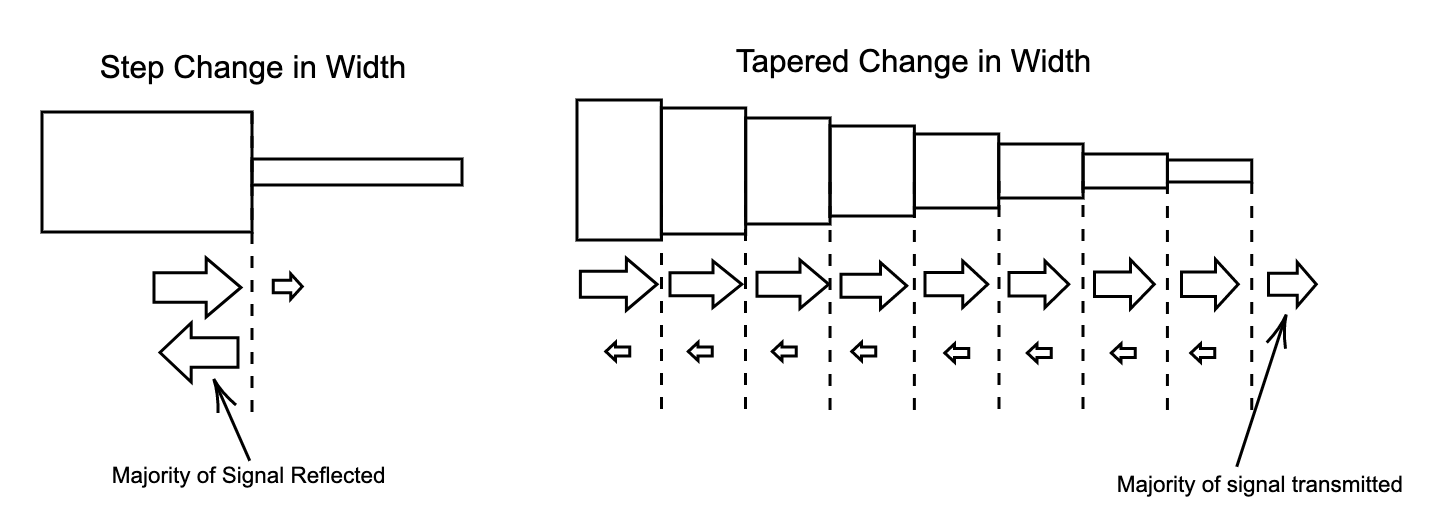 Step Change in Width
Tapered Change in Width
Majority of Signal Reflected
Majority of signal transmitted